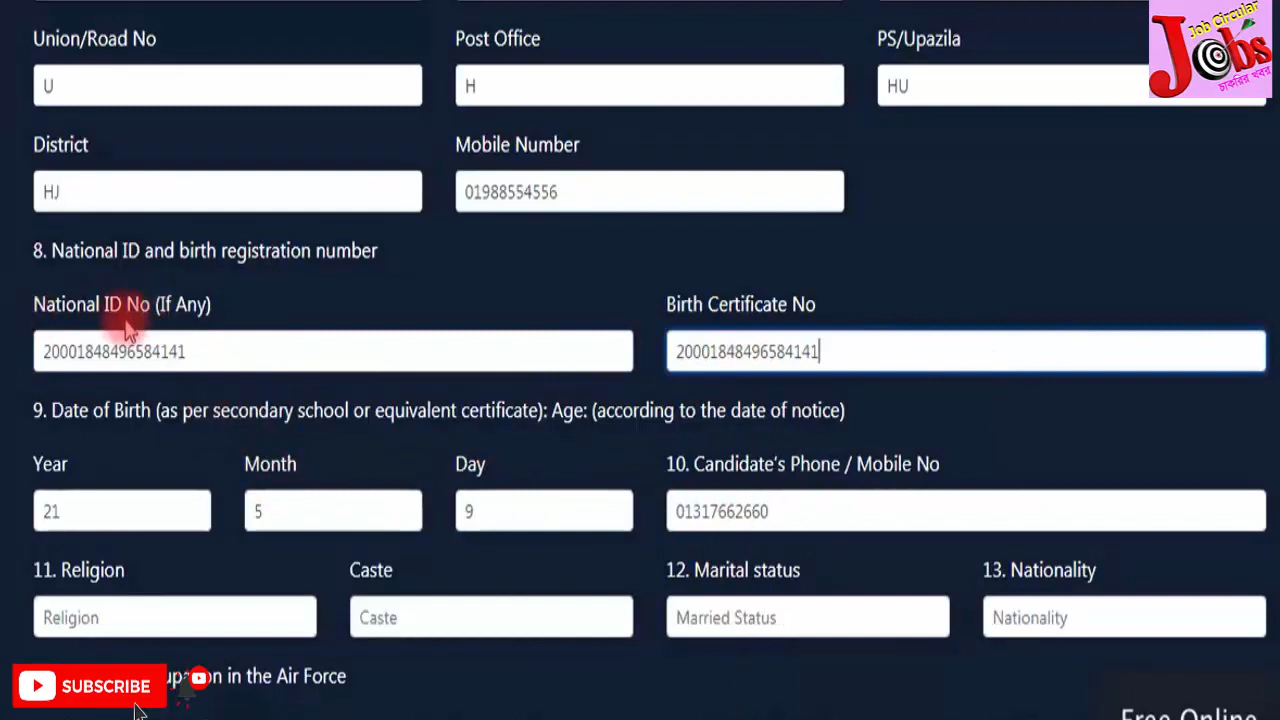 Job Circular
Jobs
চাকরির খবর
Union/Road No Post Office PS/Upazila
U H HU
District Mobile Number
HJ 01988554556
8. National ID and birth registration number
National ID No (If Any) Birth Certificate No
20001848496584141 20001848496584141
9. Date of Birth (as per secondary school or equivalent certificate): Age: (according to the date of notice)
Year Month Day 10. Candidate's Phone / Mobile No
21 5 9 01317662660
11. Religion Caste 12. Marital status 13. Nationality
Religion Caste Married Status Nationality
in the Air Force
SUBSCRIBE
Free Online